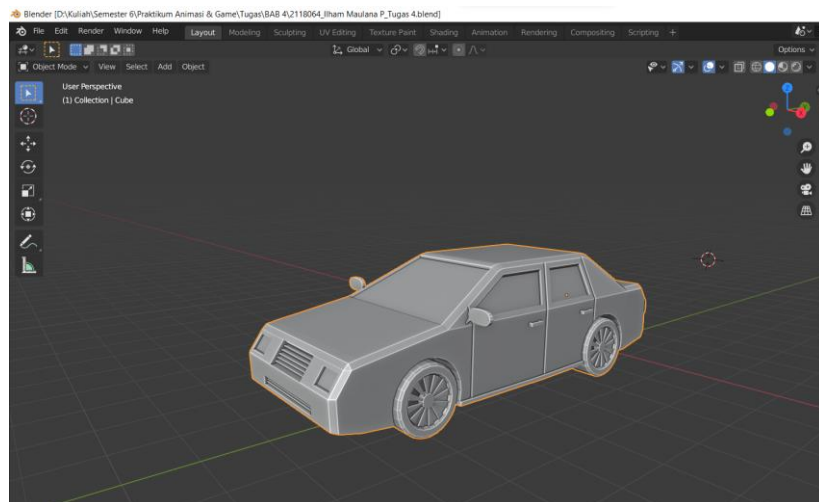 Blender [D:\Kuliah\Semester 6\Praktikum Animasi & Game\Tugas\BAB 4\2118064_Ilham Maulana P_Tugas 4.blend]
File Edit Render Window Help Layout Modeling Sculpting UV Editing Texture Paint Shading Animation Rendering Compositing Scripting +
Global Options
Object Mode View Select Add Object
User Perspective
(1) Collection | Cube
Z
X